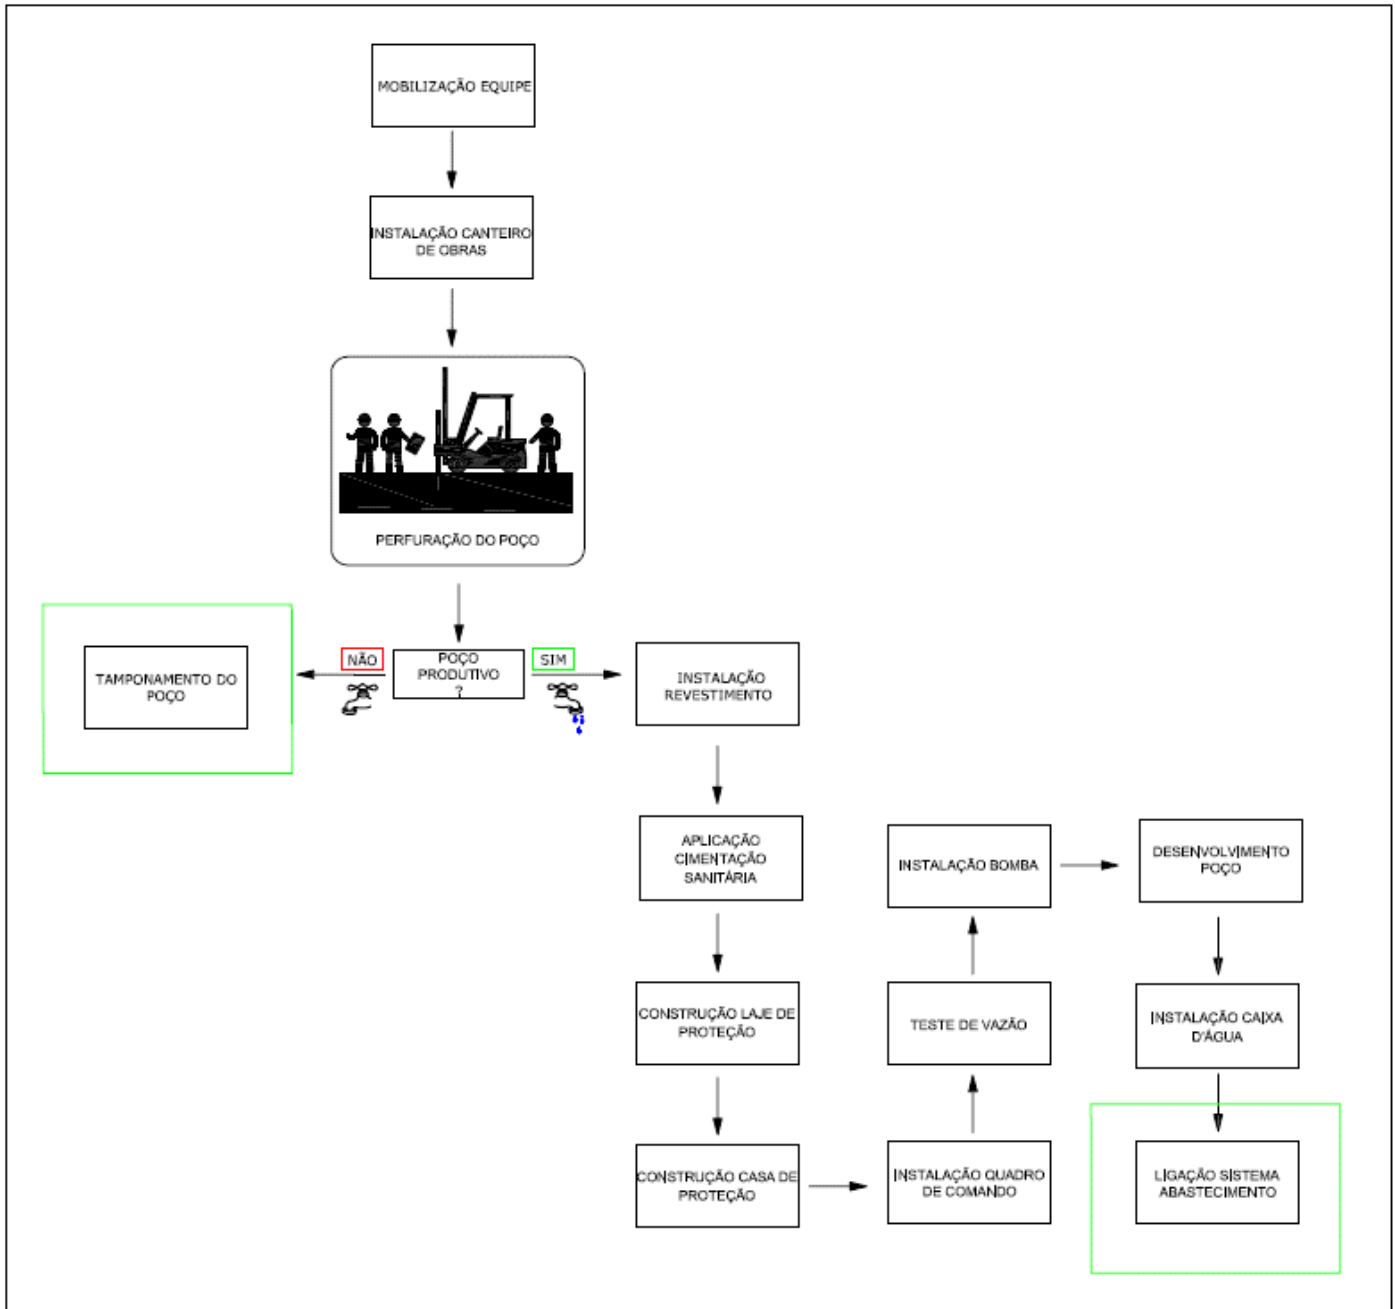 MOBILIZAÇÃO EQUIPE
INSTALAÇÃO CANTEIRO
DE OBRAS
PERFURAÇÃO DO POÇO
TAMPONAMENTO DO
POÇO
NÃO
POÇO
PRODUTIVO
?
SIM
INSTALAÇÃO
REVESTIMENTO
APLICAÇÃO
CIMENTAÇÃO
SANITÁRIA
CONSTRUÇÃO LAJE DE
PROTEÇÃO
CONSTRUÇÃO CASA DE
PROTEÇÃO
INSTALAÇÃO QUADRO
DE COMANDO
TESTE DE VAZÃO
INSTALAÇÃO BOMBA
DESENVOLVIMENTO
POÇO
INSTALAÇÃO CAIXA
D'ÁGUA
LIGAÇÃO SISTEMA
ABASTECIMENTO